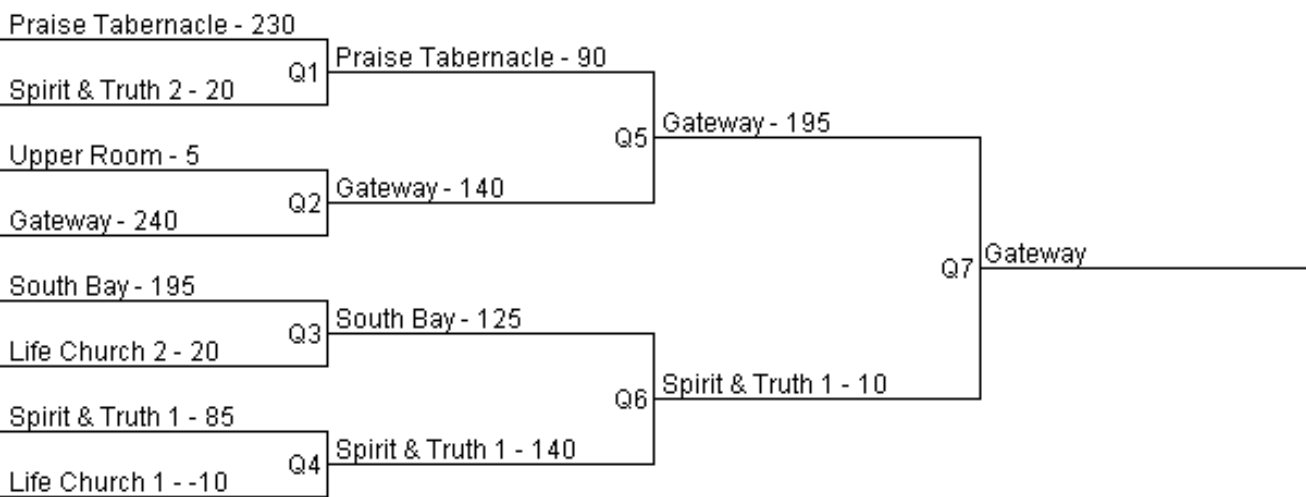 Praise Tabernacle - 230
Q1
Spirit & Truth 2 - 20
Praise Tabernacle - 90
Upper Room - 5
Q2
Gateway - 240
Gateway - 140
Q5
Gateway - 195
South Bay - 195
Q3
Life Church 2 - 20
South Bay - 125
Spirit & Truth 1 - 85
Q4
Life Church 1 - -10
Spirit & Truth 1 - 140
Q6
Spirit & Truth 1 - 10
Q7
Gateway